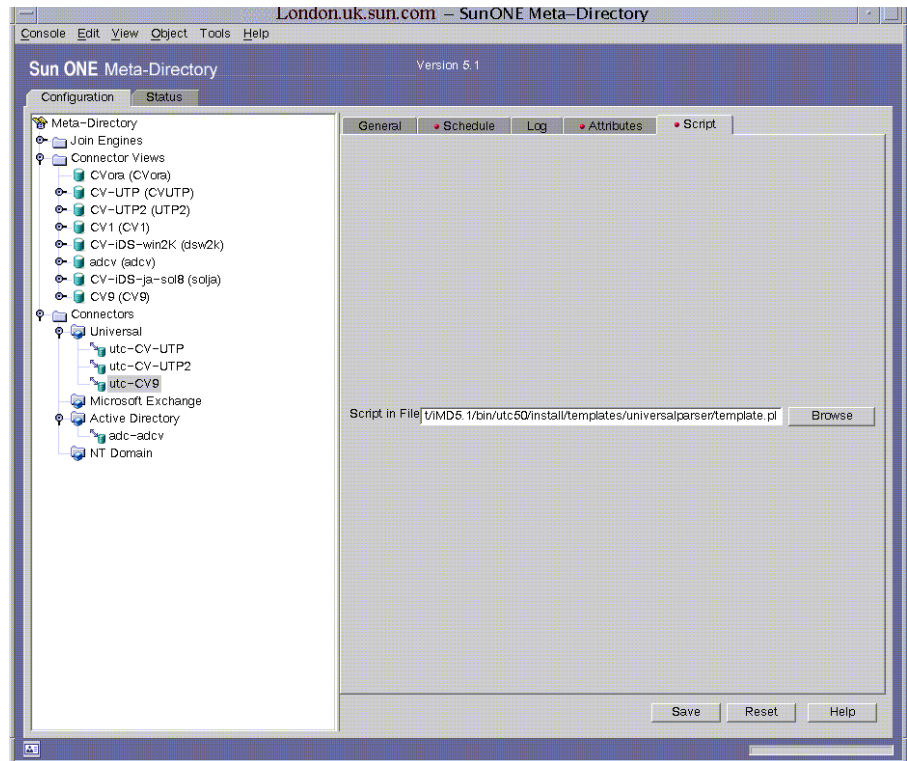 London.uk.sun.com – SunONE Meta–Directory
Console Edit View Object Tools Help
Sun ONE Meta-Directory
Version 5.1
Configuration Status
Meta–Directory
Join Engines
Connector Views
CVora (CVora)
CV–UTP (CVUTP)
CV–UTP2 (UTP2)
CV1 (CV1)
CV–iDS–win2K (dsw2k)
adcv (adcv)
CV–iDS–ja–sol8 (solja)
CV9 (CV9)
Connectors
Universal
utc–CV–UTP
utc–CV–UTP2
utc–CV9
Microsoft Exchange
Active Directory
adc–adcv
NT Domain
General Schedule Log Attributes Script
Script in File t/iMD5.1/bin/utc50/install/templates/universalparser/template.pl Browse
Save Reset Help